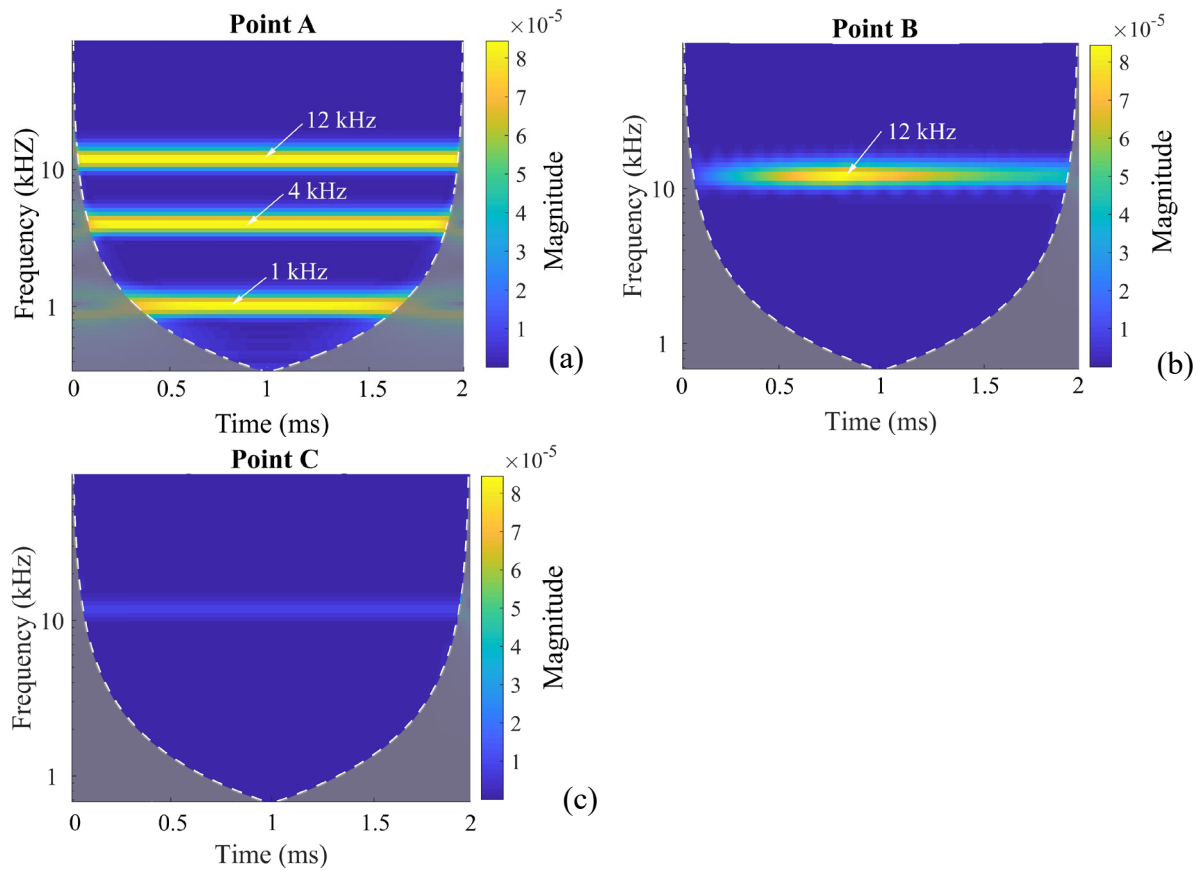 Point A
×10-5
Frequency (kHZ)
10
1
12 kHz
4 kHz
1 kHz
0
0.5
1
1.5
2
Time (ms)
8
7
6
5
4
3
2
1
Magnitude
(a)
Point B
×10-5
Frequency (kHz)
10
1
12 kHz
0
0.5
1
1.5
2
Time (ms)
8
7
6
5
4
3
2
1
Magnitude
(b)
Point C
×10-5
Frequency (kHz)
10
1
0
0.5
1
1.5
2
Time (ms)
8
7
6
5
4
3
2
1
Magnitude
(c)